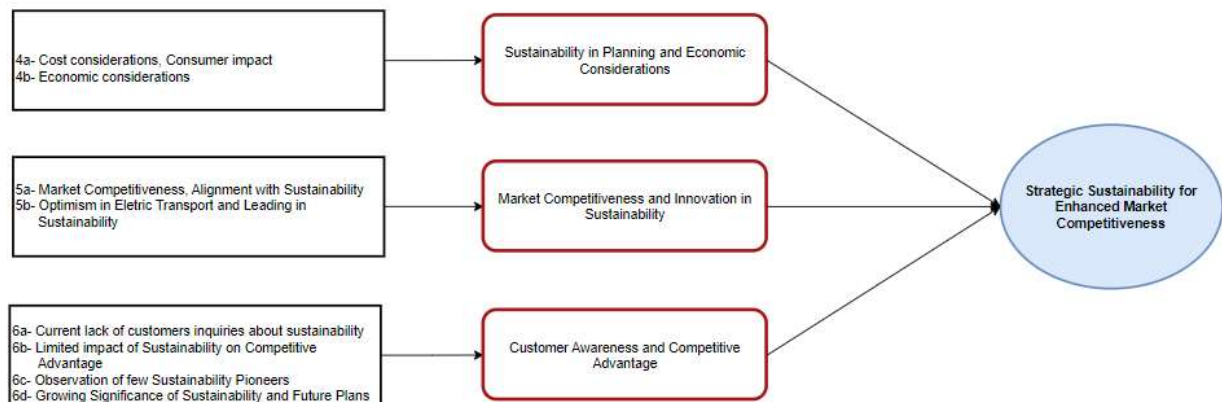 4a- Cost considerations, Consumer impact
4b- Economic considerations
Sustainability in Planning and Economic
Considerations
5a- Market Competitiveness, Alignment with Sustainability
5b- Optimism in Eletric Transport and Leading in
Sustainability
Market Competitiveness and Innovation in
Sustainability
Strategic Sustainability for
Enhanced Market
Competitiveness
6a- Current lack of customers inquiries about sustainability
6b- Limited impact of Sustainability on Competitive
Advantage
6c- Observation of few Sustainability Pioneers
6d- Growing Significance of Sustainability and Future Plans
Customer Awareness and Competitive
Advantage